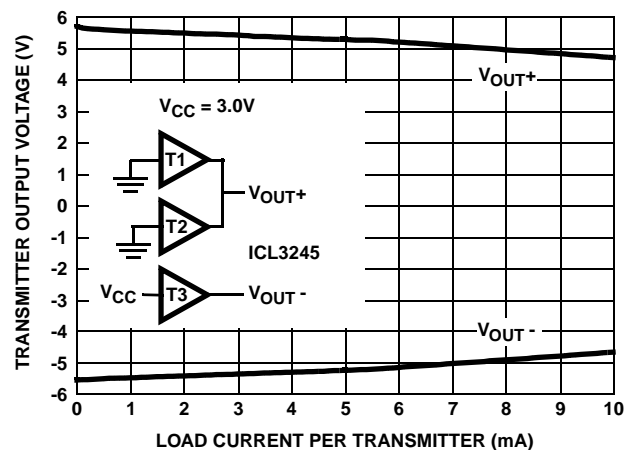 TRANSMITTER OUTPUT VOLTAGE (V)
6
5
4
3
2
1
0
-1
-2
-3
-4
-5
-6
VOUT+
VCC = 3.0V
T1
VOUT+
T2
ICL3245
VCC
T3
VOUT -
VOUT -
0 1 2 3 4 5 6 7 8 9 10
LOAD CURRENT PER TRANSMITTER (mA)